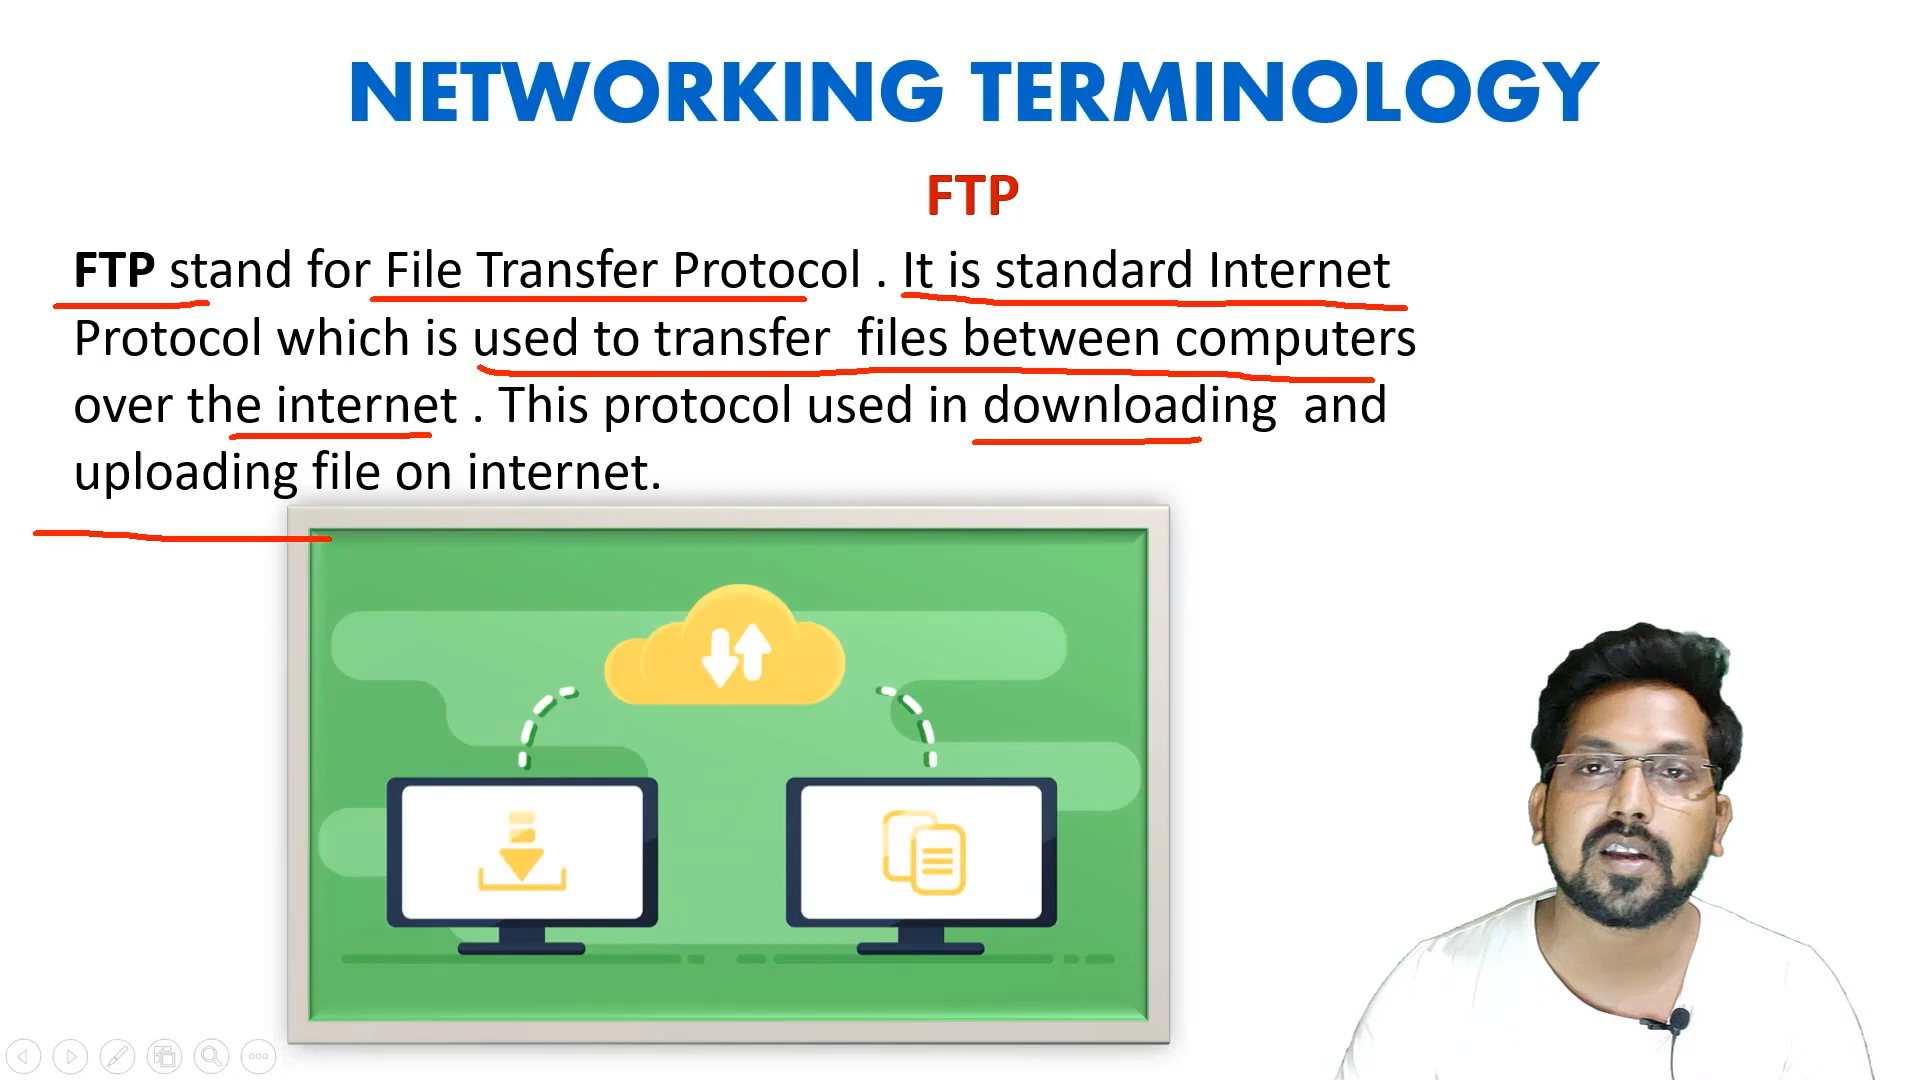 NETWORKING TERMINOLOGY
FTP
FTP stand for File Transfer Protocol . It is standard Internet
Protocol which is used to transfer  files between computers
over the internet . This protocol used in downloading  and
uploading file on internet.